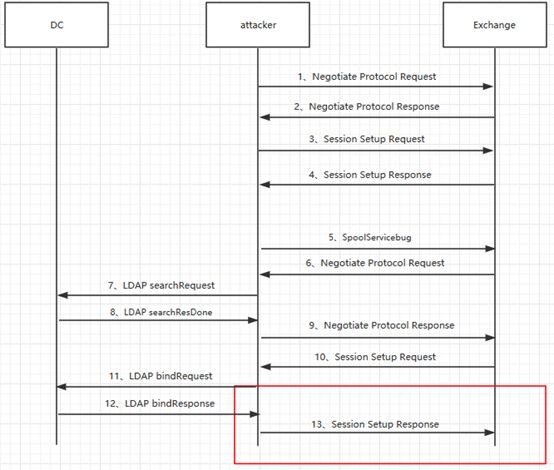 DC
attacker
Exchange
1、Negotiate Protocol Request
2、Negotiate Protocol Response
3、Session Setup Request
4、Session Setup Response
5、SpoolServicebug
6、Negotiate Protocol Request
7、LDAP searchRequest
8、LDAP searchResDone
9、Negotiate Protocol Response
10、Session Setup Request
11、LDAP bindRequest
12、LDAP bindResponse
13、Session Setup Response